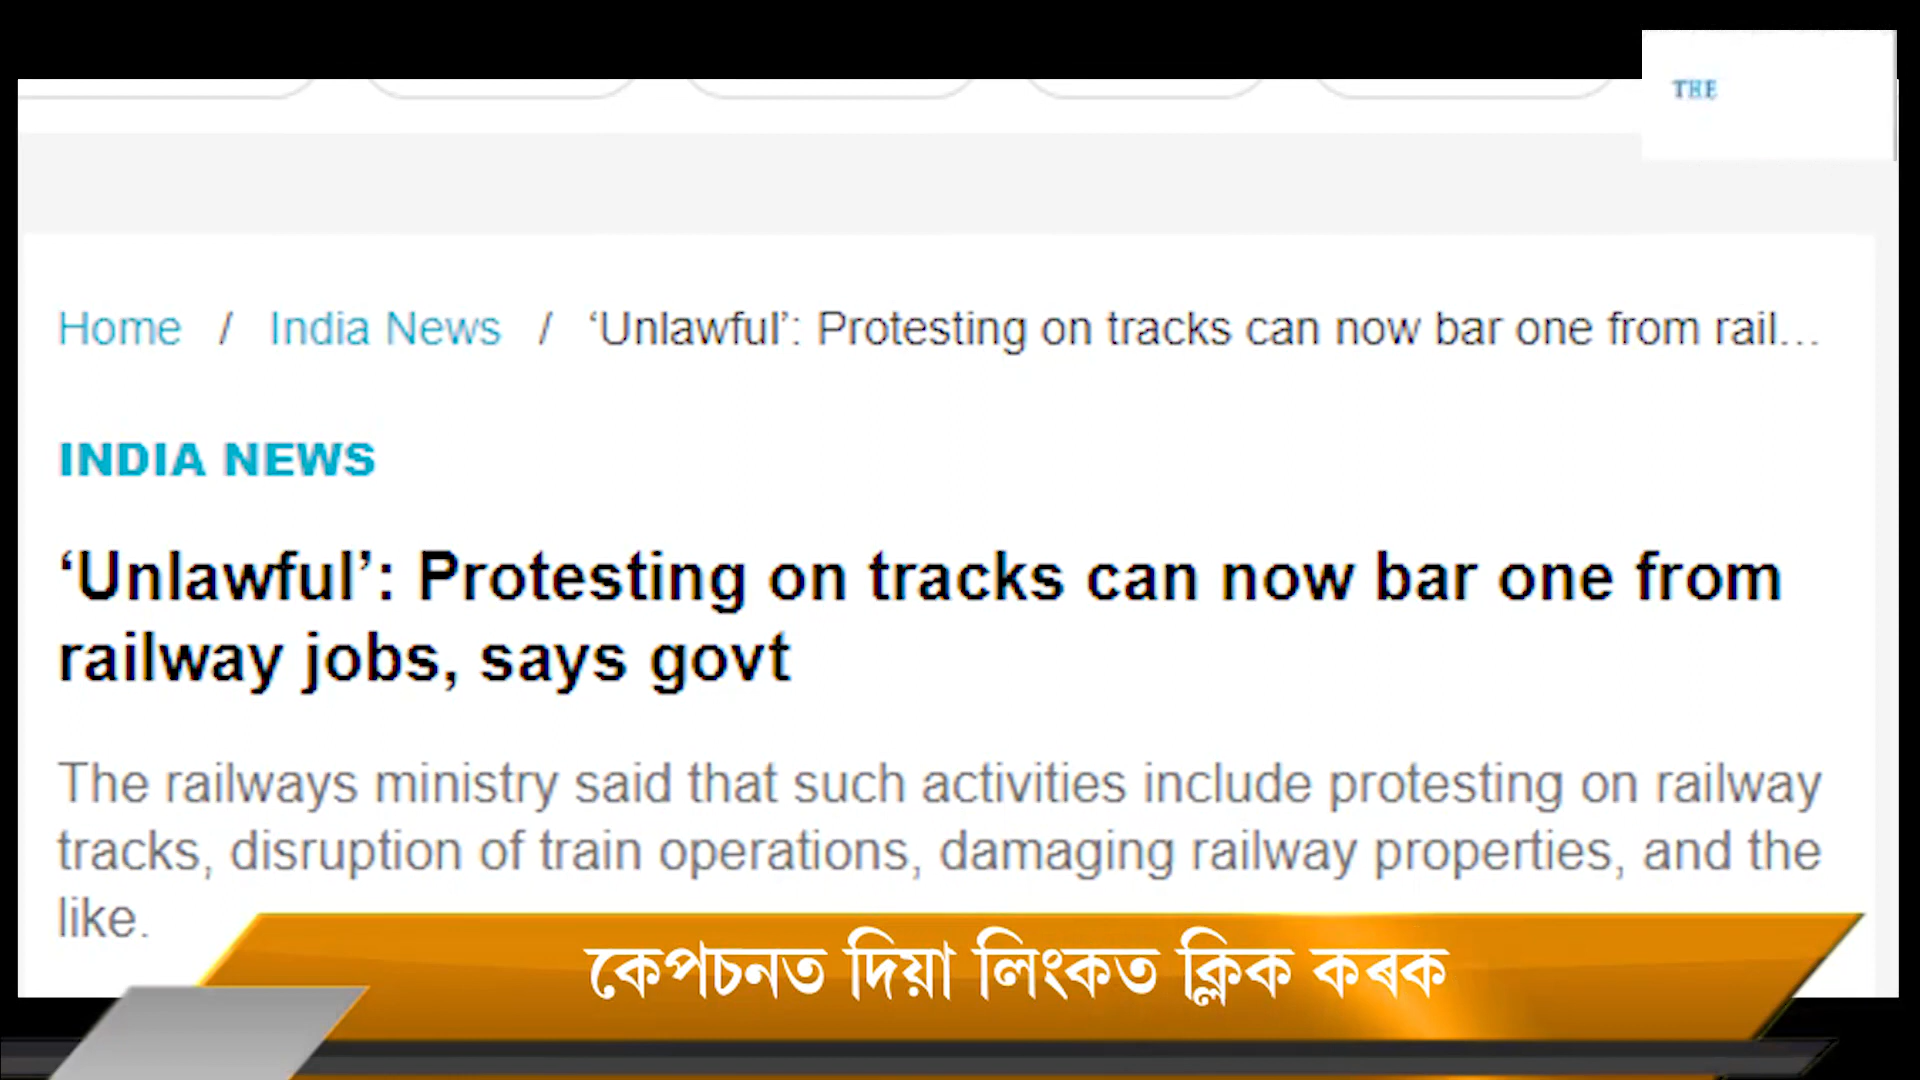 THE
Home / India News / ‘Unlawful’: Protesting on tracks can now bar one from rail...
INDIA NEWS
‘Unlawful’: Protesting on tracks can now bar one from
railway jobs, says govt
The railways ministry said that such activities include protesting on railway
tracks, disruption of train operations, damaging railway properties, and the
like.
কেপচনত দিয়া লিংকত ক্লিক কৰক